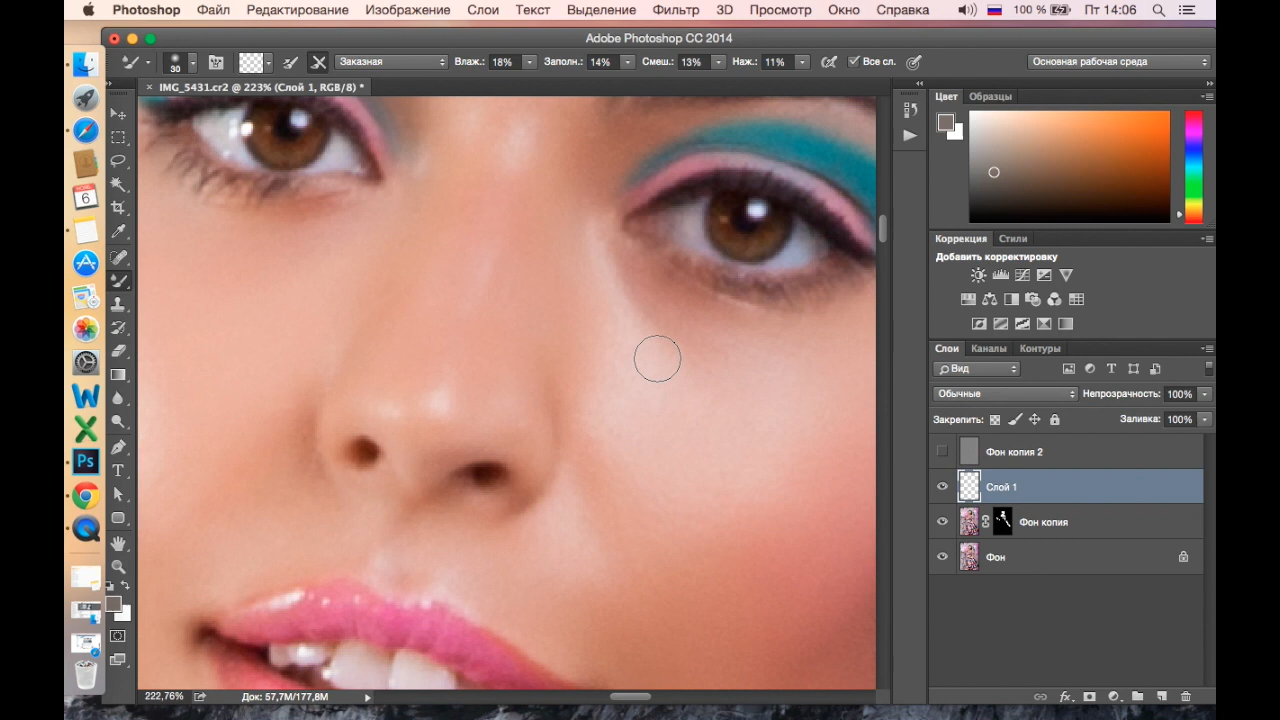 Photoshop Файл Редактирование Изображение Слои Текст Выделение Фильтр 3D Просмотр Окно Справка 100 % Пт 14:06
Adobe Photoshop CC 2014
30 Заказная Влаж.: 18% Заполн.: 14% Смеш.: 13% Наж.: 11% Все сл. Основная рабочая среда
IMG_5431.cr2 @ 223% (Слой 1, RGB/8) *
Цвет Образцы
6
Коррекция Стили
Добавить корректировку
Слои Каналы Контуры
Вид
Обычные Непрозрачность: 100%
Закрепить: Заливка: 100%
Фон копия 2
Слой 1
Фон копия
Фон
Ps
222,76% Док: 57,7M/177,8M